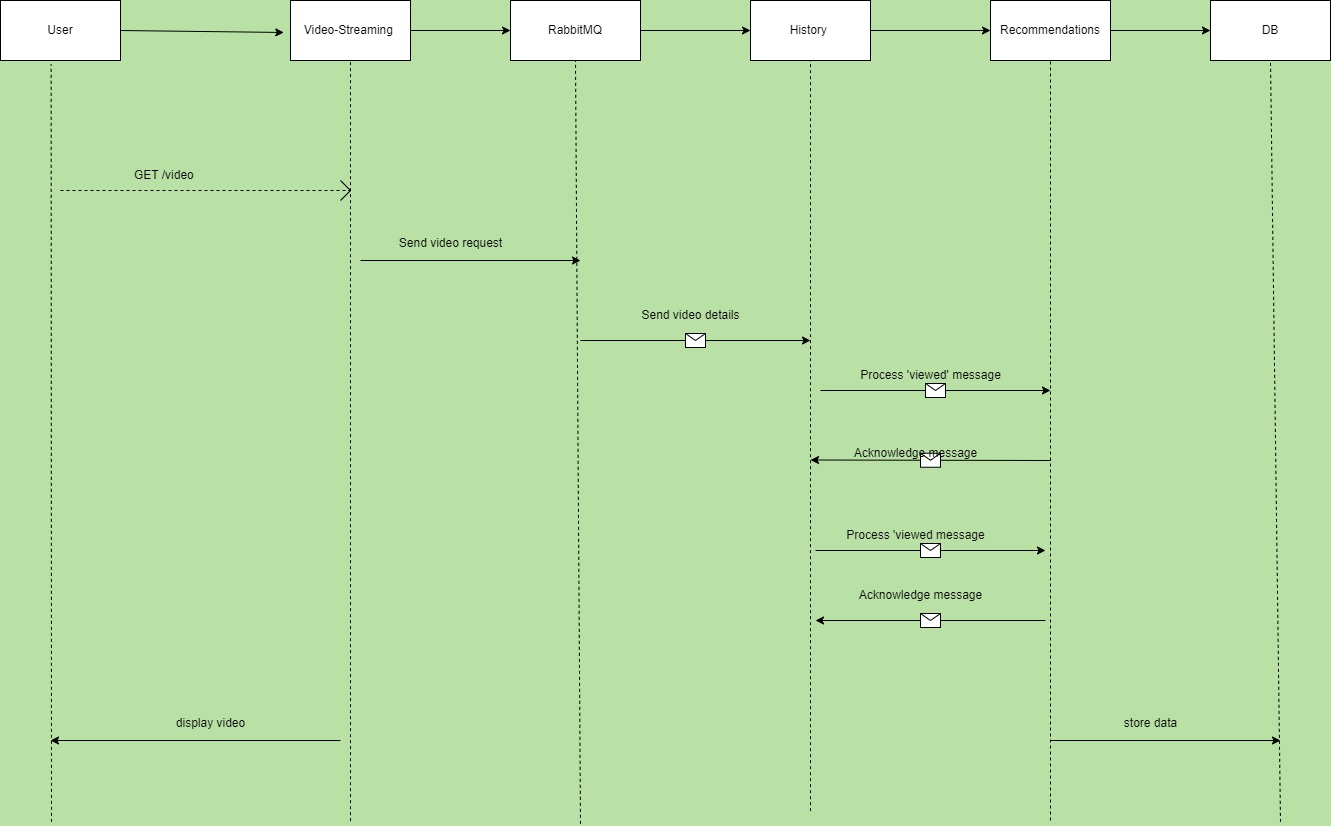 User
Video-Streaming
RabbitMQ
History
Recommendations
DB
GET /video
Send video request
Send video details
Process 'viewed' message
Acknowledge message
Process 'viewed message
Acknowledge message
display video
store data